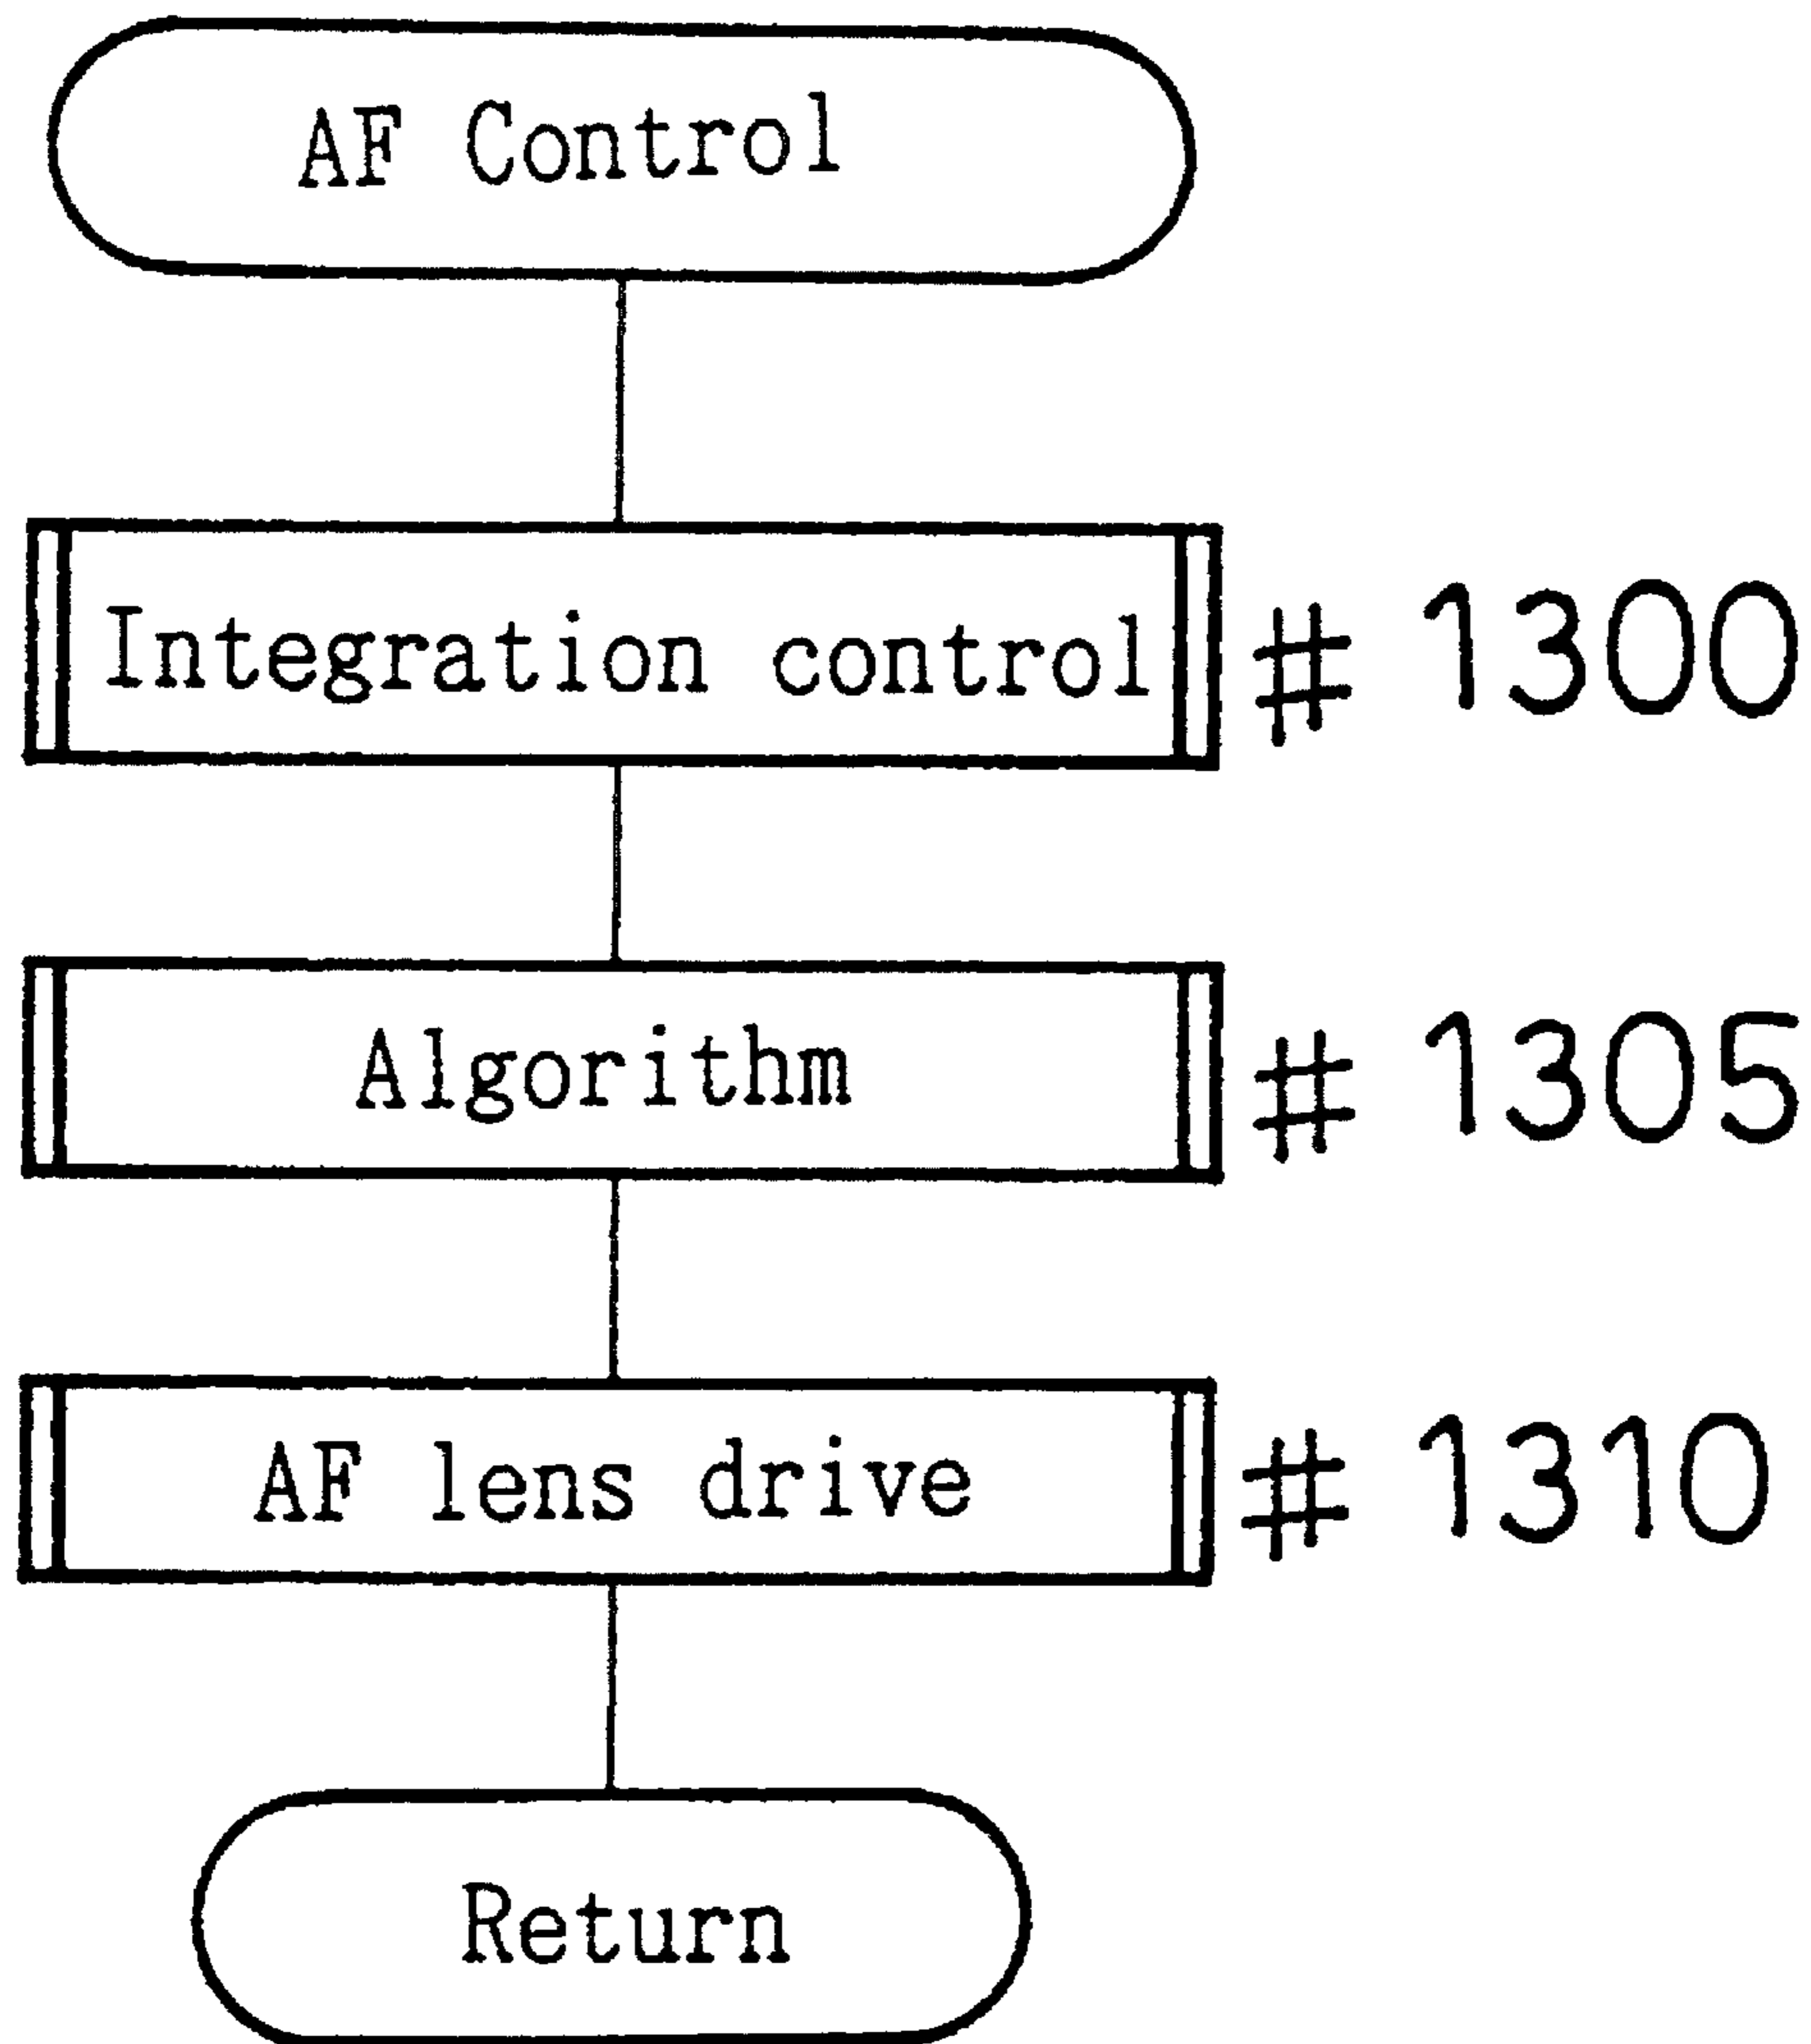 AF Control
Integration control # 1300
Algorithm # 1305
AF lens drive # 1310
Return